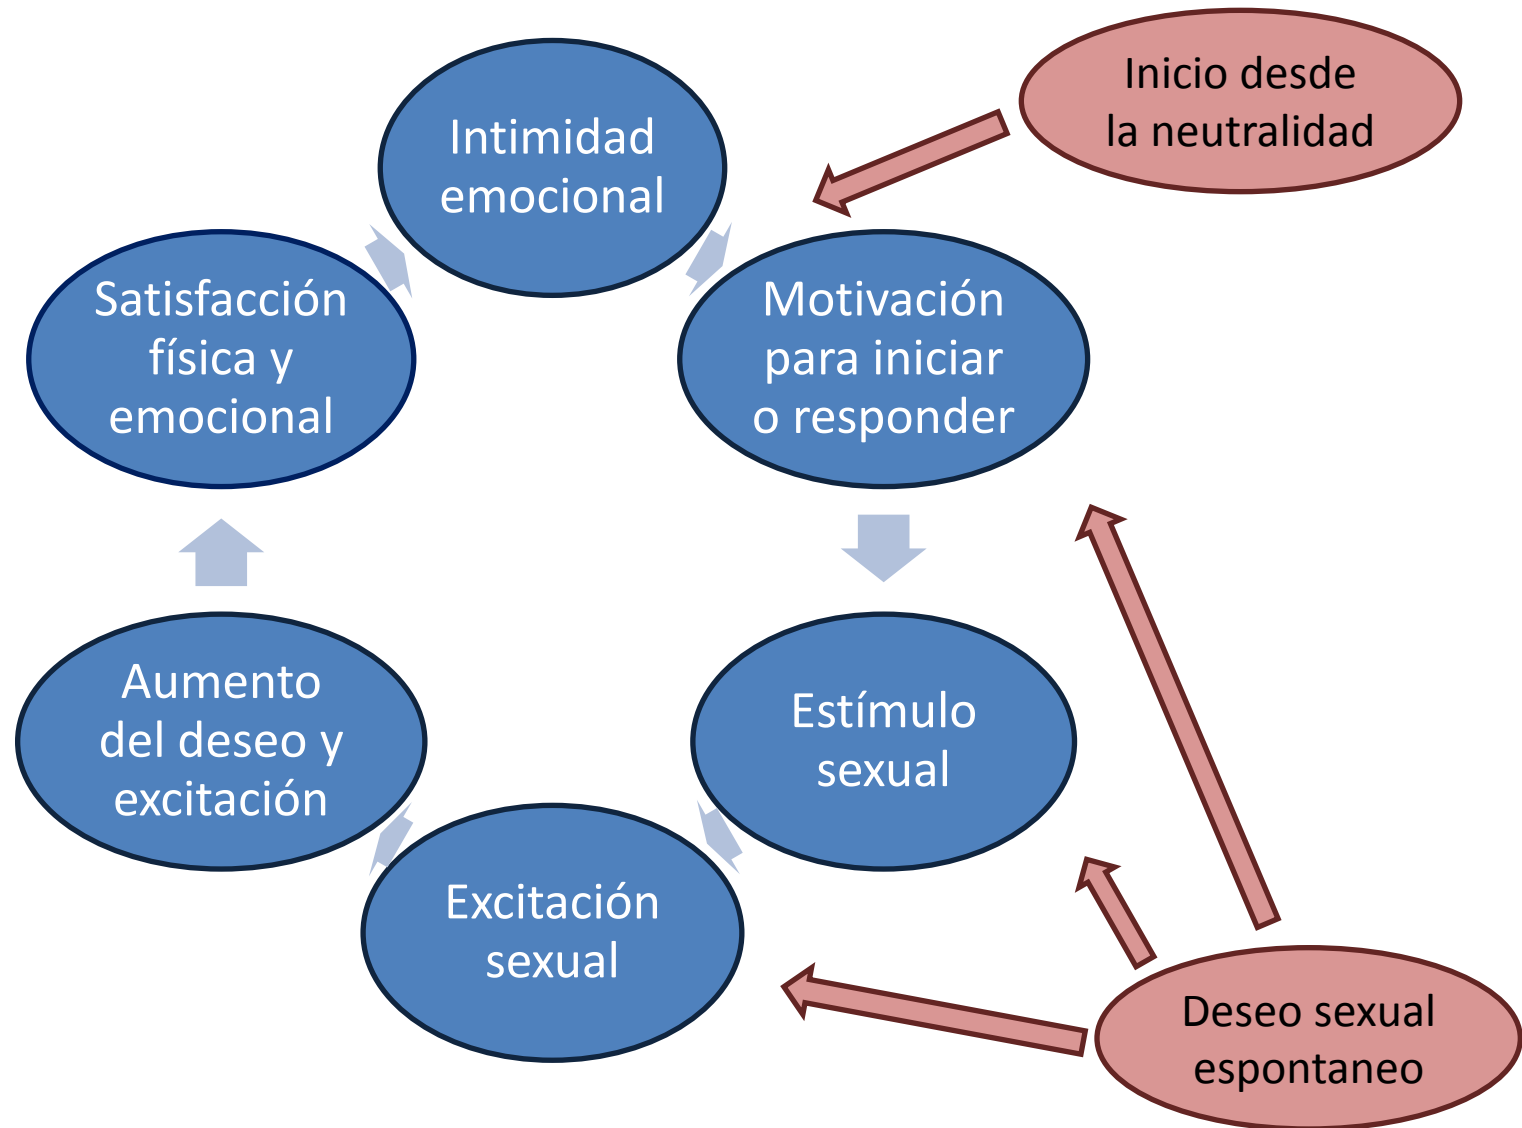 Intimidad
emocional
Inicio desde
la neutralidad
Motivación
para iniciar
o responder
Estímulo
sexual
Deseo sexual
espontaneo
Excitación
sexual
Aumento
del deseo y
excitación
Satisfacción
física y
emocional